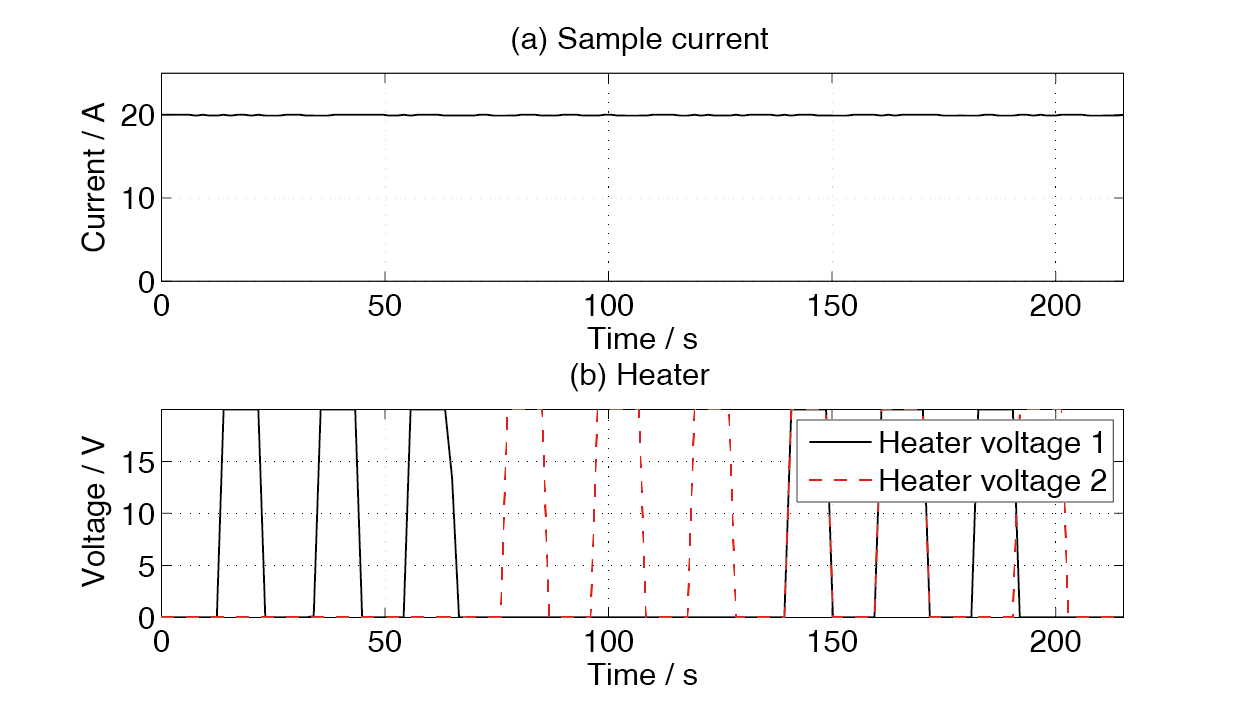 (a) Sample current
Current / A
20
10
0
0 50 100 150 200
Time / s
(b) Heater
Voltage / V
15
10
5
0
Heater voltage 1
Heater voltage 2
0 50 100 150 200
Time / s